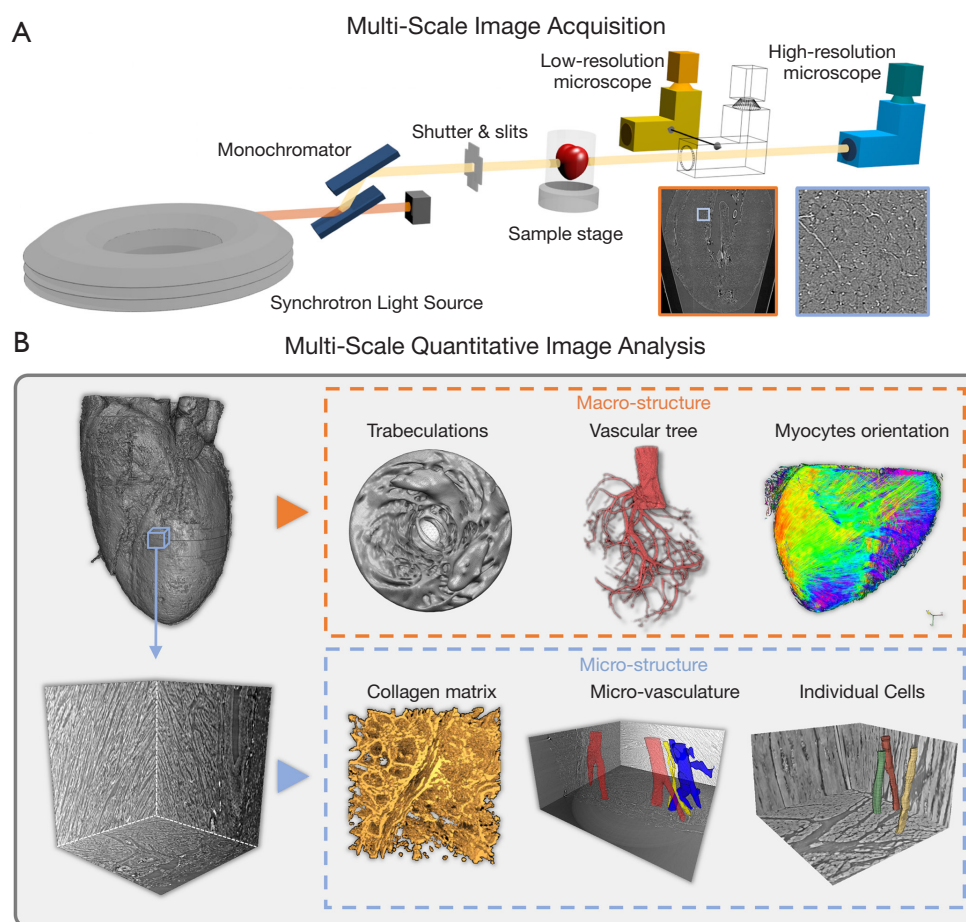 A
Multi-Scale Image Acquisition
Low-resolution
microscope
High-resolution
microscope
Shutter & slits
Monochromator
Sample stage
Synchrotron Light Source
B
Multi-Scale Quantitative Image Analysis
Macro-structure
Trabeculations
Vascular tree
Myocytes orientation
Micro-structure
Collagen matrix
Micro-vasculature
Individual Cells